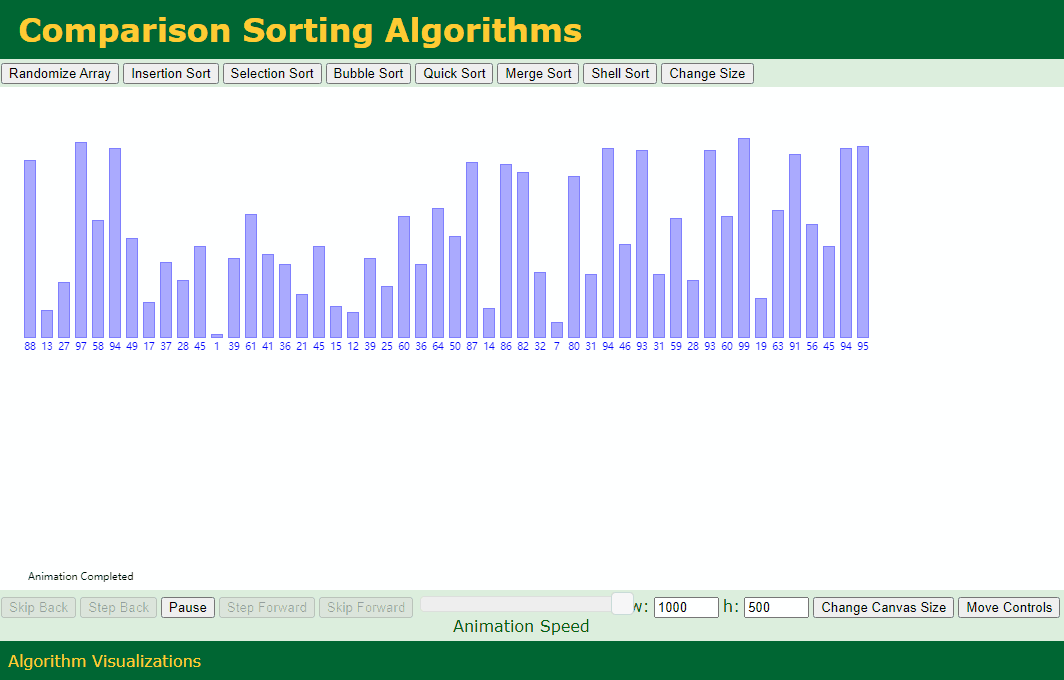 Comparison Sorting Algorithms
Randomize Array Insertion Sort Selection Sort Bubble Sort Quick Sort Merge Sort Shell Sort Change Size
88 13 27 97 58 94 49 17 37 28 45 1 39 61 41 36 21 45 15 12 39 25 60 36 64 50 87 14 86 82 32 7 80 31 94 46 93 31 59 28 93 60 99 19 63 91 56 45 94 95
Animation Completed
Skip Back Step Back Pause Step Forward Skip Forward w: 1000 h: 500 Change Canvas Size Move Controls
Animation Speed
Algorithm Visualizations